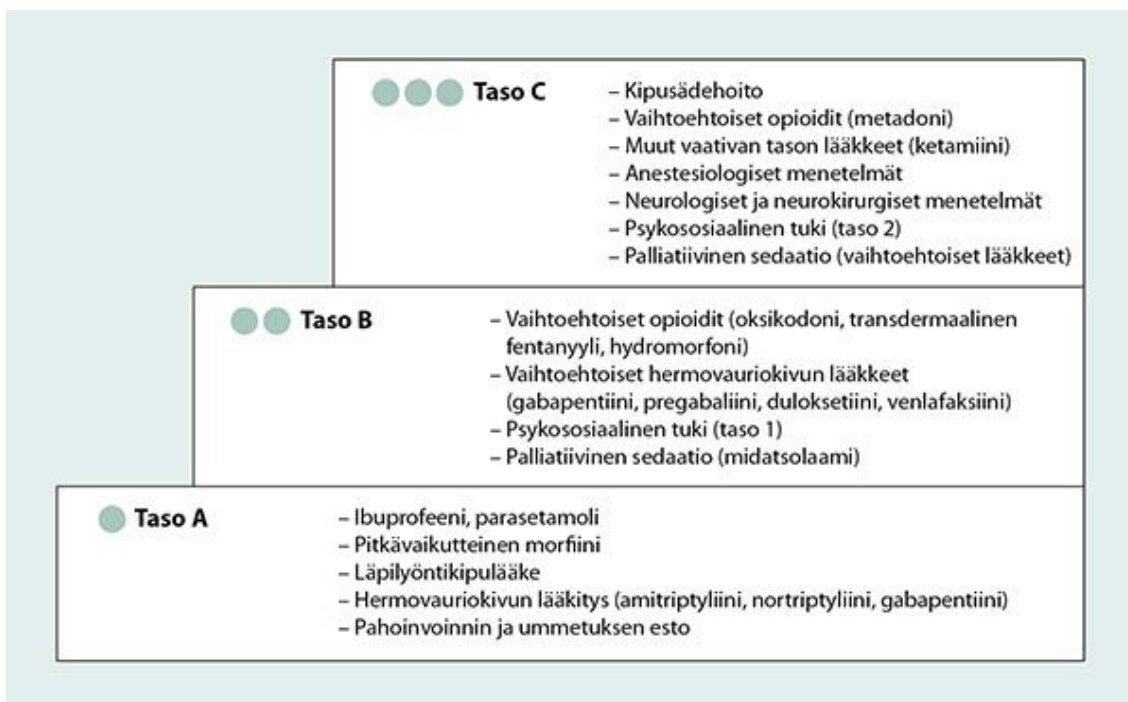 Taso C
– Kipusädehoito
– Vaihtoehtoiset opioidit (metadoni)
– Muut vaativan tason lääkkeet (ketamiini)
– Anestesiologiset menetelmät
– Neurologiset ja neurokirurgiset menetelmät
– Psykososiaalinen tuki (taso 2)
– Palliatiivinen sedaatio (vaihtoehtoiset lääkkeet)
Taso B
– Vaihtoehtoiset opioidit (oksikodoni, transdermaalinen
fentanyyli, hydromorfoni)
– Vaihtoehtoiset hermovauriokivun lääkkeet
(gabapentiini, pregabaliini, duloksetiini, venlafaksiini)
– Psykososiaalinen tuki (taso 1)
– Palliatiivinen sedaatio (midatsolaami)
Taso A
– Ibuprofeeni, parasetamoli
– Pitkävaikutteinen morfiini
– Läpilyöntikipulääke
– Hermovauriokivun lääkitys (amitriptyliini, nortriptyliini, gabapentiini)
– Pahoinvoinnin ja ummetuksen esto